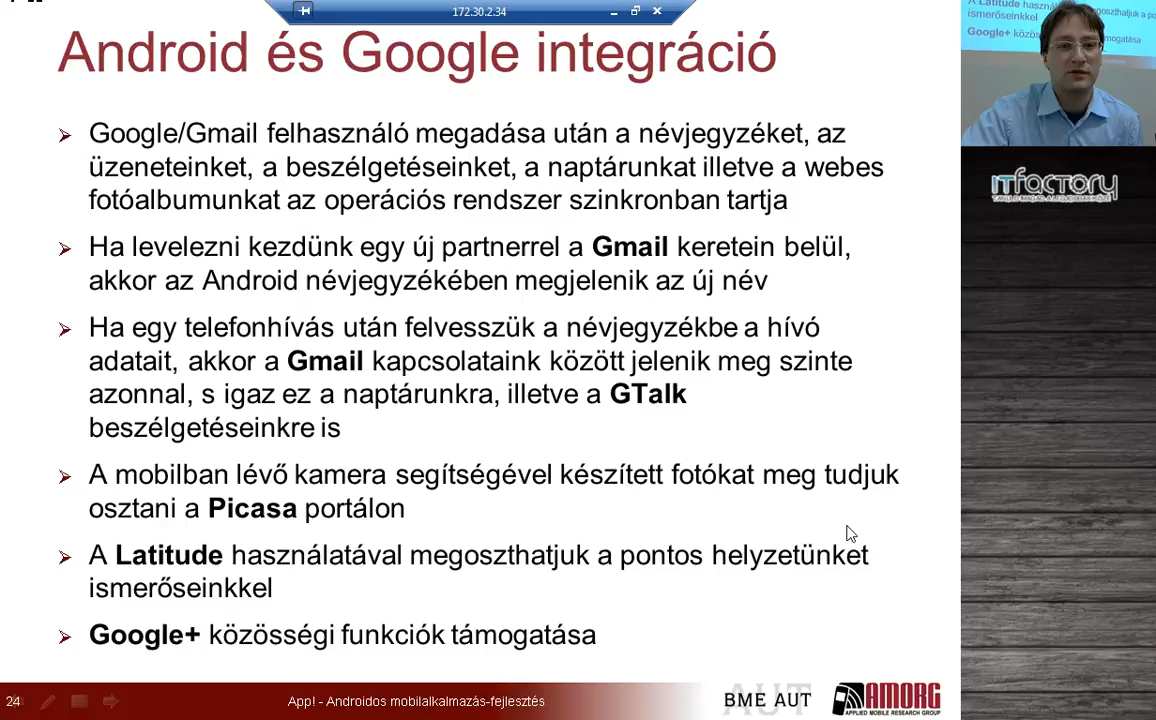 172.30.2.34
Android és Google integráció
Google/Gmail felhasználó megadása után a névjegyzéket, az
üzeneteinket, a beszélgetéseinket, a naptárunkat illetve a webes
fotóalbumunkat az operációs rendszer szinkronban tartja
Ha levelezni kezdünk egy új partnerrel a Gmail keretein belül,
akkor az Android névjegyzékében megjelenik az új név
Ha egy telefonhívás után felvesszük a névjegyzékbe a hívó
adatait, akkor a Gmail kapcsolataink között jelenik meg szinte
azonnal, s igaz ez a naptárunkra, illetve a GTalk
beszélgetéseinkre is
A mobilban lévő kamera segítségével készített fotókat meg tudjuk
osztani a Picasa portálon
A Latitude használatával megoszthatjuk a pontos helyzetünket
ismerőseinkkel
Google+ közösségi funkciók támogatása
24
App! - Androidos mobilalkalmazás-fejlesztés
BME AUT
AMORG
APPLIED MOBILE RESEARCH GROUP
A Latitude megoszthatjuk a
ismerőseinkkel
Google+
ITfactory